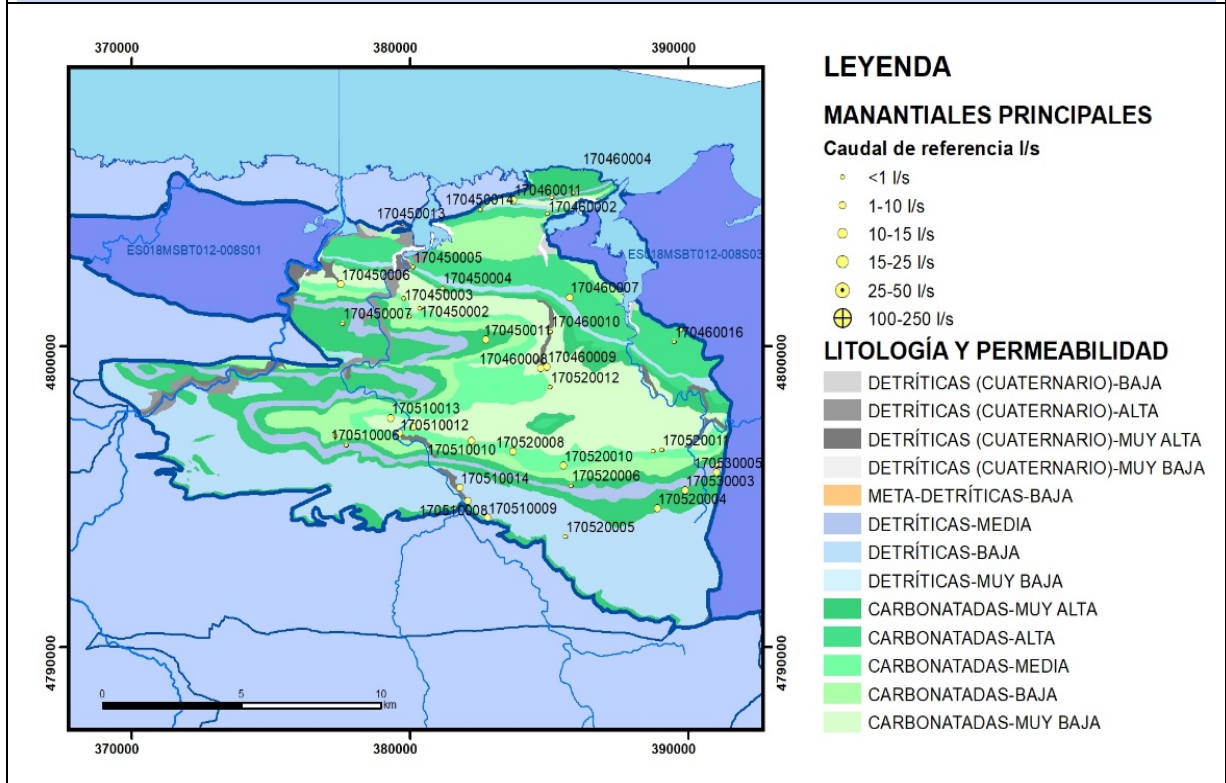 370000 380000 390000
170460004
170460011
170450014
170460002
170450013
ES018MSBT012-008S01
ES018MSBT012-008S03
170450005
170450004
170450006
170460007
170450003
170450002
170450007
170450011
170460010
170460016
4800000
4800000
170460008
170460009
170520012
170510013
170510012
170510006
170510010
170520008
170520011
170520010
170530005
170520006
170530003
170510014
170520004
170510008
170510009
170520005
4790000
4790000
0 5 10
km
370000 380000 390000
LEYENDA
MANANTIALES PRINCIPALES
Caudal de referencia l/s
<1 l/s
1-10 l/s
10-15 l/s
15-25 l/s
25-50 l/s
100-250 l/s
LITOLOGÍA Y PERMEABILIDAD
DETRÍTICAS (CUATERNARIO)-BAJA
DETRÍTICAS (CUATERNARIO)-ALTA
DETRÍTICAS (CUATERNARIO)-MUY ALTA
DETRÍTICAS (CUATERNARIO)-MUY BAJA
META-DETRÍTICAS-BAJA
DETRÍTICAS-MEDIA
DETRÍTICAS-BAJA
DETRÍTICAS-MUY BAJA
CARBONATADAS-MUY ALTA
CARBONATADAS-ALTA
CARBONATADAS-MEDIA
CARBONATADAS-BAJA
CARBONATADAS-MUY BAJA